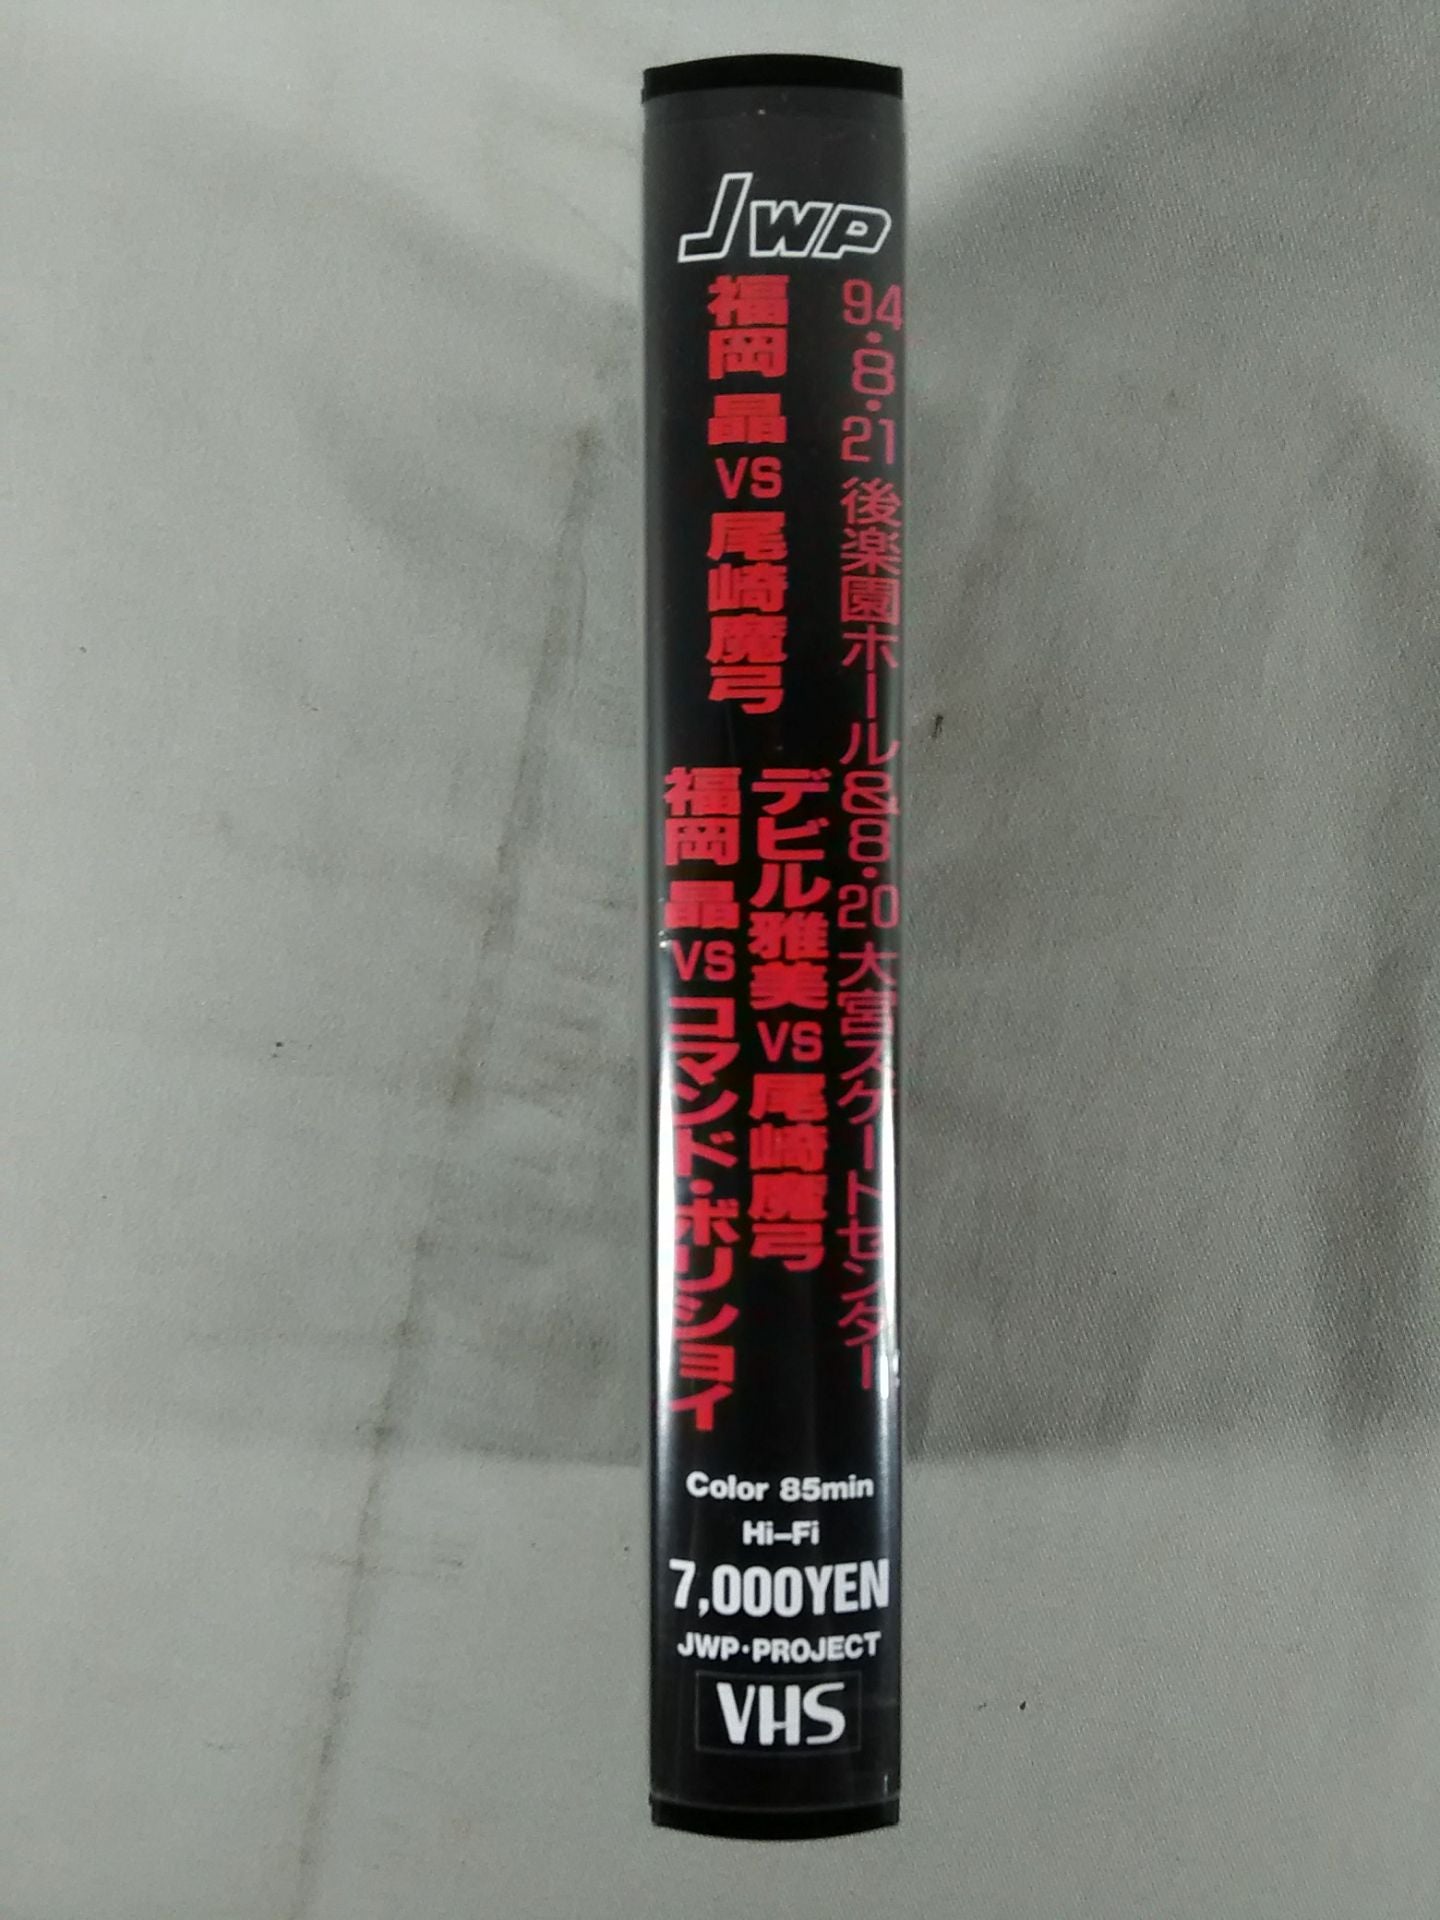 JWP
94・8・21 後楽園ホール&8・20 大宮スケートセンター
福岡 晶 VS 尾崎魔弓
デビル雅美 VS 尾崎魔弓
福岡 晶 VS コマンド・ボリショイ
Color 85min
Hi-Fi
7,000YEN
JWP・PROJECT
VHS